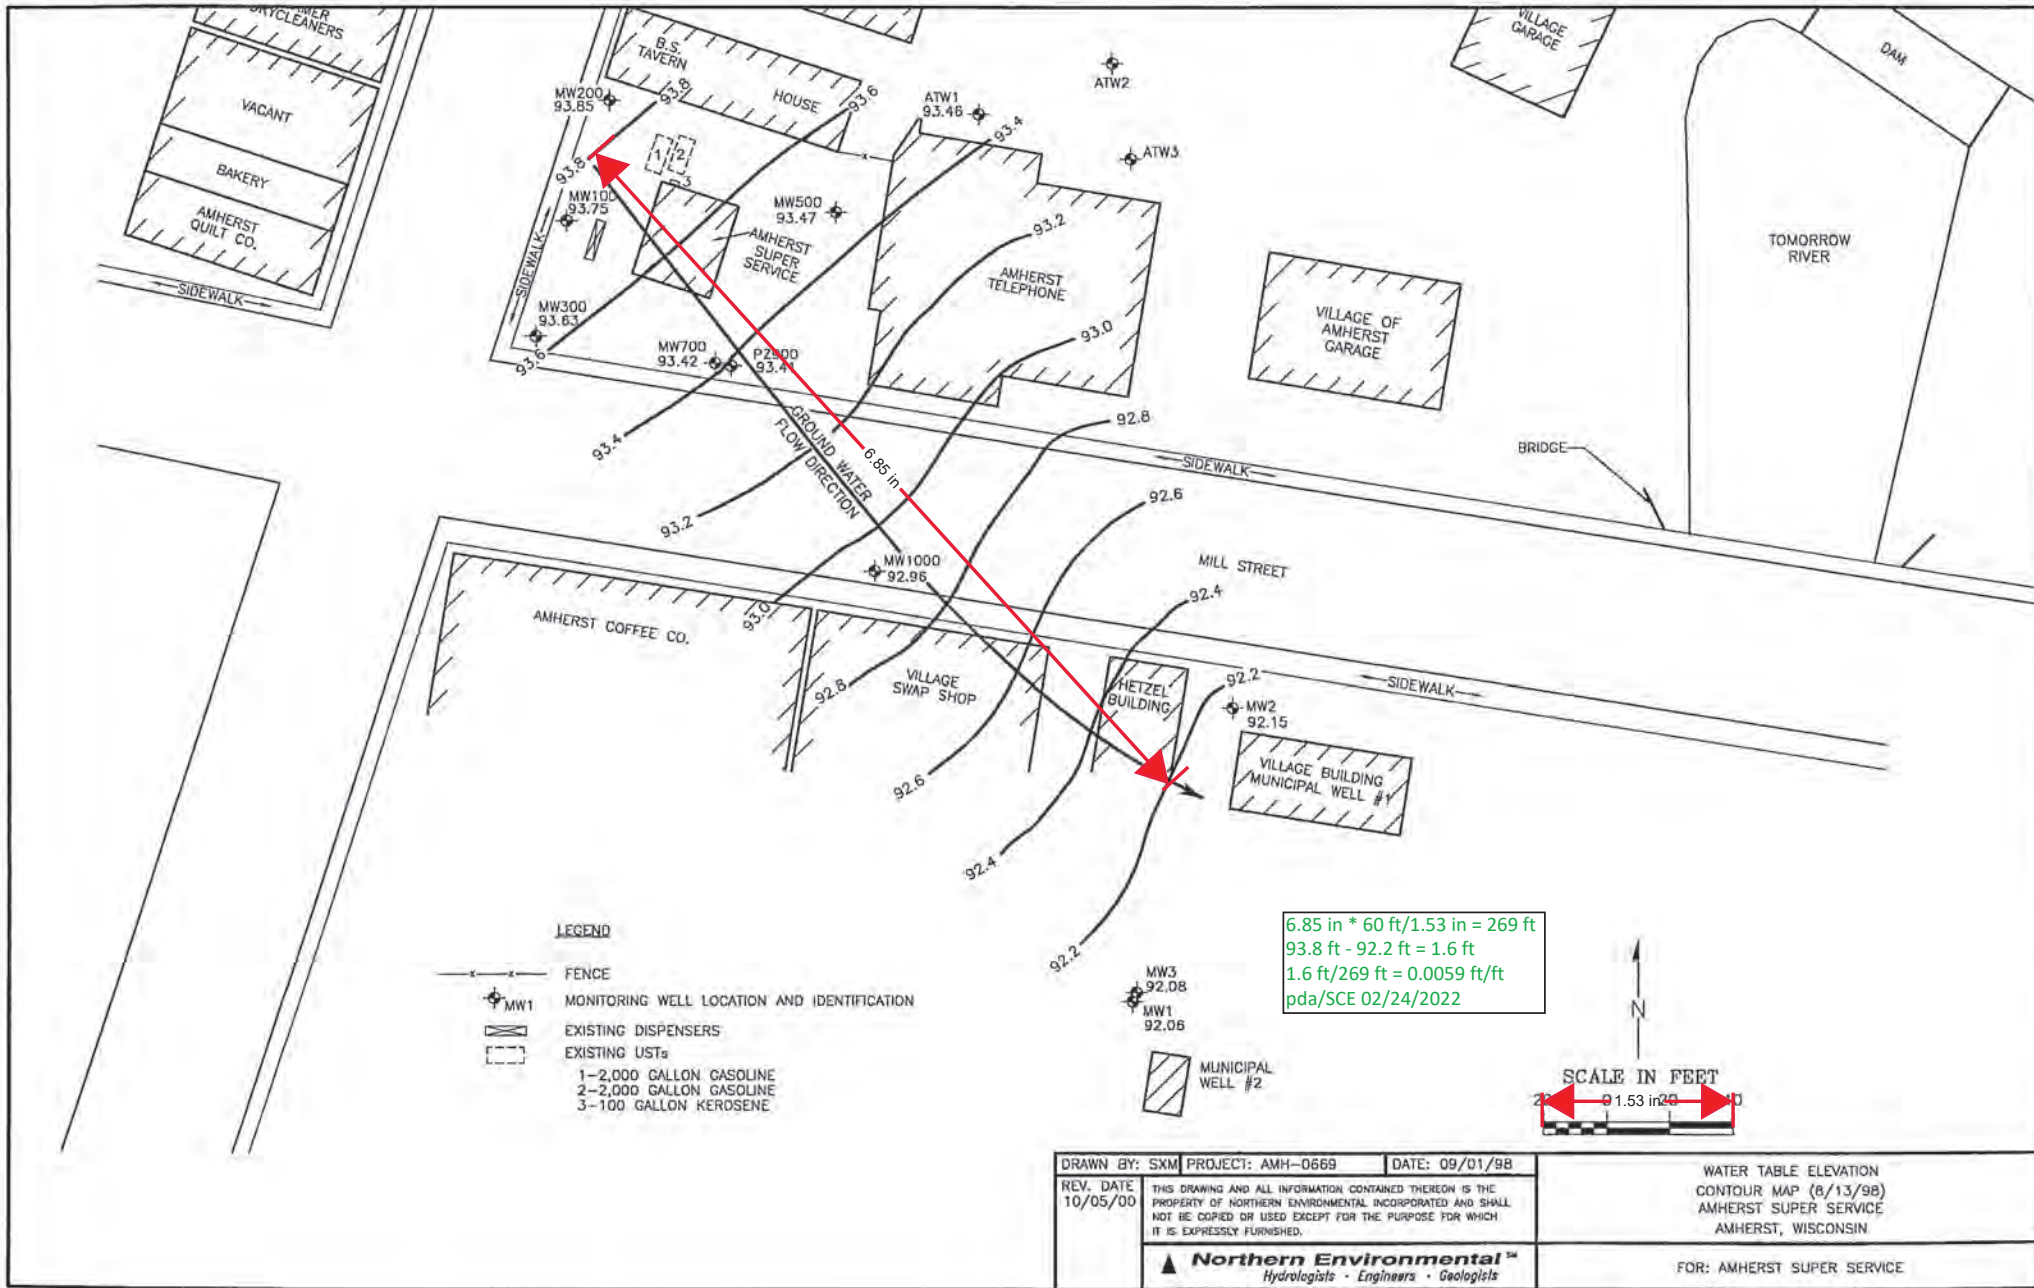 DRYCLEANERS
VACANT
BAKERY
AMHERST
QUILT CO.
SIDEWALK
SIDEWALK
B.S.
TAVERN
HOUSE
MW200
93.85
93.8
93.6
93.8
MW100
93.75
1
2
3
AMHERST
SUPER
SERVICE
MW500
93.47
ATW1
93.46
93.4
ATW2
ATW3
VILLAGE
GARAGE
DAM
TOMORROW
RIVER
93.2
AMHERST
TELEPHONE
93.0
VILLAGE OF
AMHERST
GARAGE
MW300
93.63
93.6
MW700
93.42
PZ900
93.41
93.4
GROUND WATER
FLOW DIRECTION
6.85 in
92.8
SIDEWALK
BRIDGE
92.6
93.2
MW1000
92.96
MILL STREET
92.4
93.0
AMHERST COFFEE CO.
VILLAGE
SWAP SHOP
92.8
HETZEL
BUILDING
92.2
SIDEWALK
MW2
92.15
VILLAGE BUILDING
MUNICIPAL WELL #1
92.6
92.4
92.2
MW3
92.08
MW1
92.06
MUNICIPAL
WELL #2
6.85 in * 60 ft/1.53 in = 269 ft
93.8 ft - 92.2 ft = 1.6 ft
1.6 ft/269 ft = 0.0059 ft/ft
pda/SCE 02/24/2022
LEGEND
x x FENCE
MW1 MONITORING WELL LOCATION AND IDENTIFICATION
EXISTING DISPENSERS
EXISTING USTs
1-2,000 GALLON GASOLINE
2-2,000 GALLON GASOLINE
3-100 GALLON KEROSENE
N
SCALE IN FEET
0 1.53 in 20
DRAWN BY: SXM PROJECT: AMH-0669 DATE: 09/01/98
REV. DATE
10/05/00
THIS DRAWING AND ALL INFORMATION CONTAINED THEREON IS THE
PROPERTY OF NORTHERN ENVIRONMENTAL INCORPORATED AND SHALL
NOT BE COPIED OR USED EXCEPT FOR THE PURPOSE FOR WHICH
IT IS EXPRESSLY FURNISHED.
Northern Environmental SM
Hydrologists · Engineers · Geologists
WATER TABLE ELEVATION
CONTOUR MAP (8/13/98)
AMHERST SUPER SERVICE
AMHERST, WISCONSIN
FOR: AMHERST SUPER SERVICE